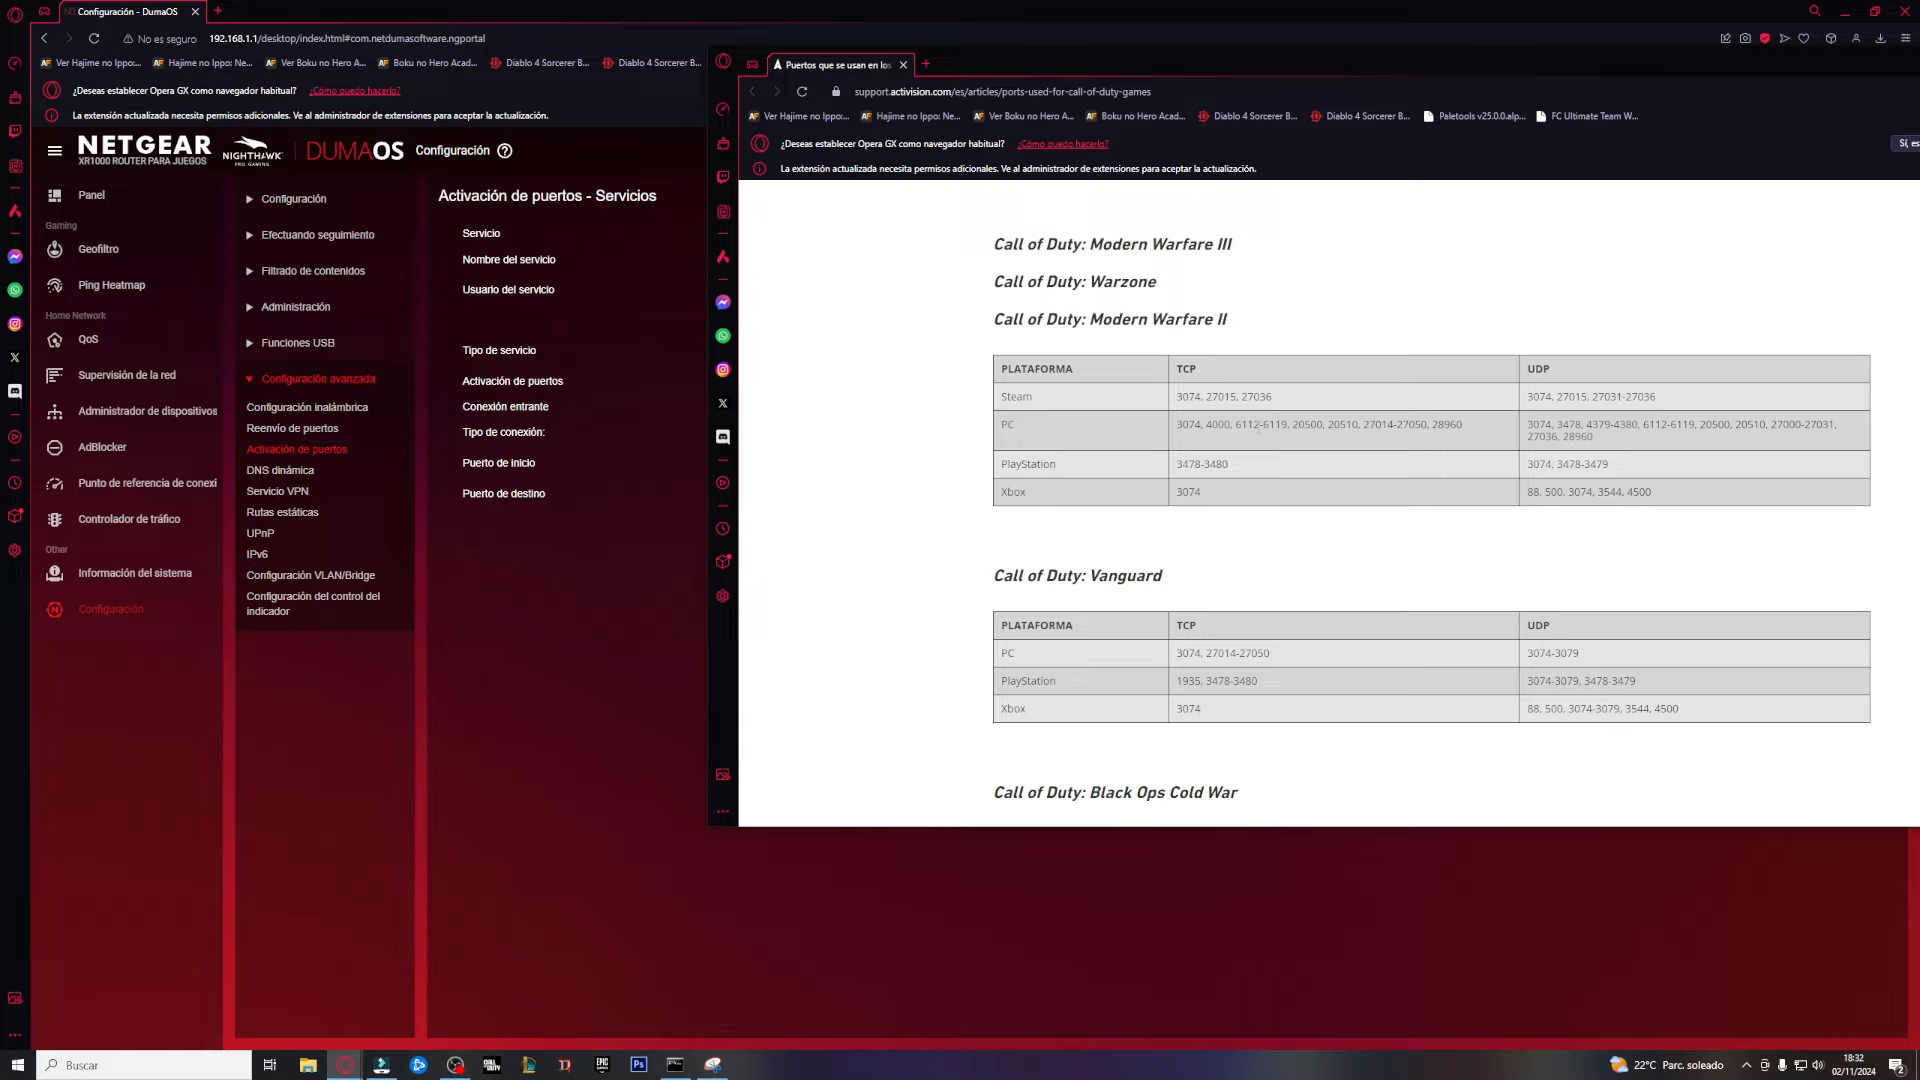 Configuración - DumaOS
No es seguro 192.168.1.1/desktop/index.html#com.netdumasoftware.ngportal
Ver Hajime no Ippo:... Hajime no Ippo: Ne... Ver Boku no Hero A... Boku no Hero Acad... Diablo 4 Sorcerer B... Diablo 4 Sorcerer B...
¿Deseas establecer Opera GX como navegador habitual? ¿Cómo puedo hacerlo?
La extensión actualizada necesita permisos adicionales. Ve al administrador de extensiones para aceptar la actualización.
NETGEAR
XR1000 ROUTER PARA JUEGOS
NIGHTHAWK
PRO GAMING
DUMAOS
Configuración
Panel
Gaming
Geofiltro
Ping Heatmap
Home Network
QoS
Supervisión de la red
Administrador de dispositivos
AdBlocker
Punto de referencia de conexi
Controlador de tráfico
Other
Información del sistema
Configuración
Configuración
Efectuando seguimiento
Filtrado de contenidos
Administración
Funciones USB
Configuración avanzada
Configuración inalámbrica
Reenvío de puertos
Activación de puertos
DNS dinámica
Servicio VPN
Rutas estáticas
UPnP
IPv6
Configuración VLAN/Bridge
Configuración del control del
indicador
Activación de puertos - Servicios
Servicio
Nombre del servicio
Usuario del servicio
Tipo de servicio
Activación de puertos
Conexión entrante
Tipo de conexión:
Puerto de inicio
Puerto de destino
Puertos que se usan en los
support.activision.com/es/articles/ports-used-for-call-of-duty-games
Ver Hajime no Ippo:... Hajime no Ippo: Ne... Ver Boku no Hero A... Boku no Hero Acad... Diablo 4 Sorcerer B... Diablo 4 Sorcerer B... Paletools v25.0.0.alp... FC Ultimate Team W...
¿Deseas establecer Opera GX como navegador habitual? ¿Cómo puedo hacerlo? Sí, es
La extensión actualizada necesita permisos adicionales. Ve al administrador de extensiones para aceptar la actualización.
Call of Duty: Modern Warfare III
Call of Duty: Warzone
Call of Duty: Modern Warfare II
PLATAFORMA TCP UDP
Steam 3074, 27015, 27036 3074, 27015, 27031-27036
PC 3074, 4000, 6112-6119, 20500, 20510, 27014-27050, 28960 3074, 3478, 4379-4380, 6112-6119, 20500, 20510, 27000-27031,
27036, 28960
PlayStation 3478-3480 3074, 3478-3479
Xbox 3074 88, 500, 3074, 3544, 4500
Call of Duty: Vanguard
PLATAFORMA TCP UDP
PC 3074, 27014-27050 3074-3079
PlayStation 1935, 3478-3480 3074-3079, 3478-3479
Xbox 3074 88, 500, 3074-3079, 3544, 4500
Call of Duty: Black Ops Cold War
Buscar
22°C Parc. soleado
18:32
02/11/2024